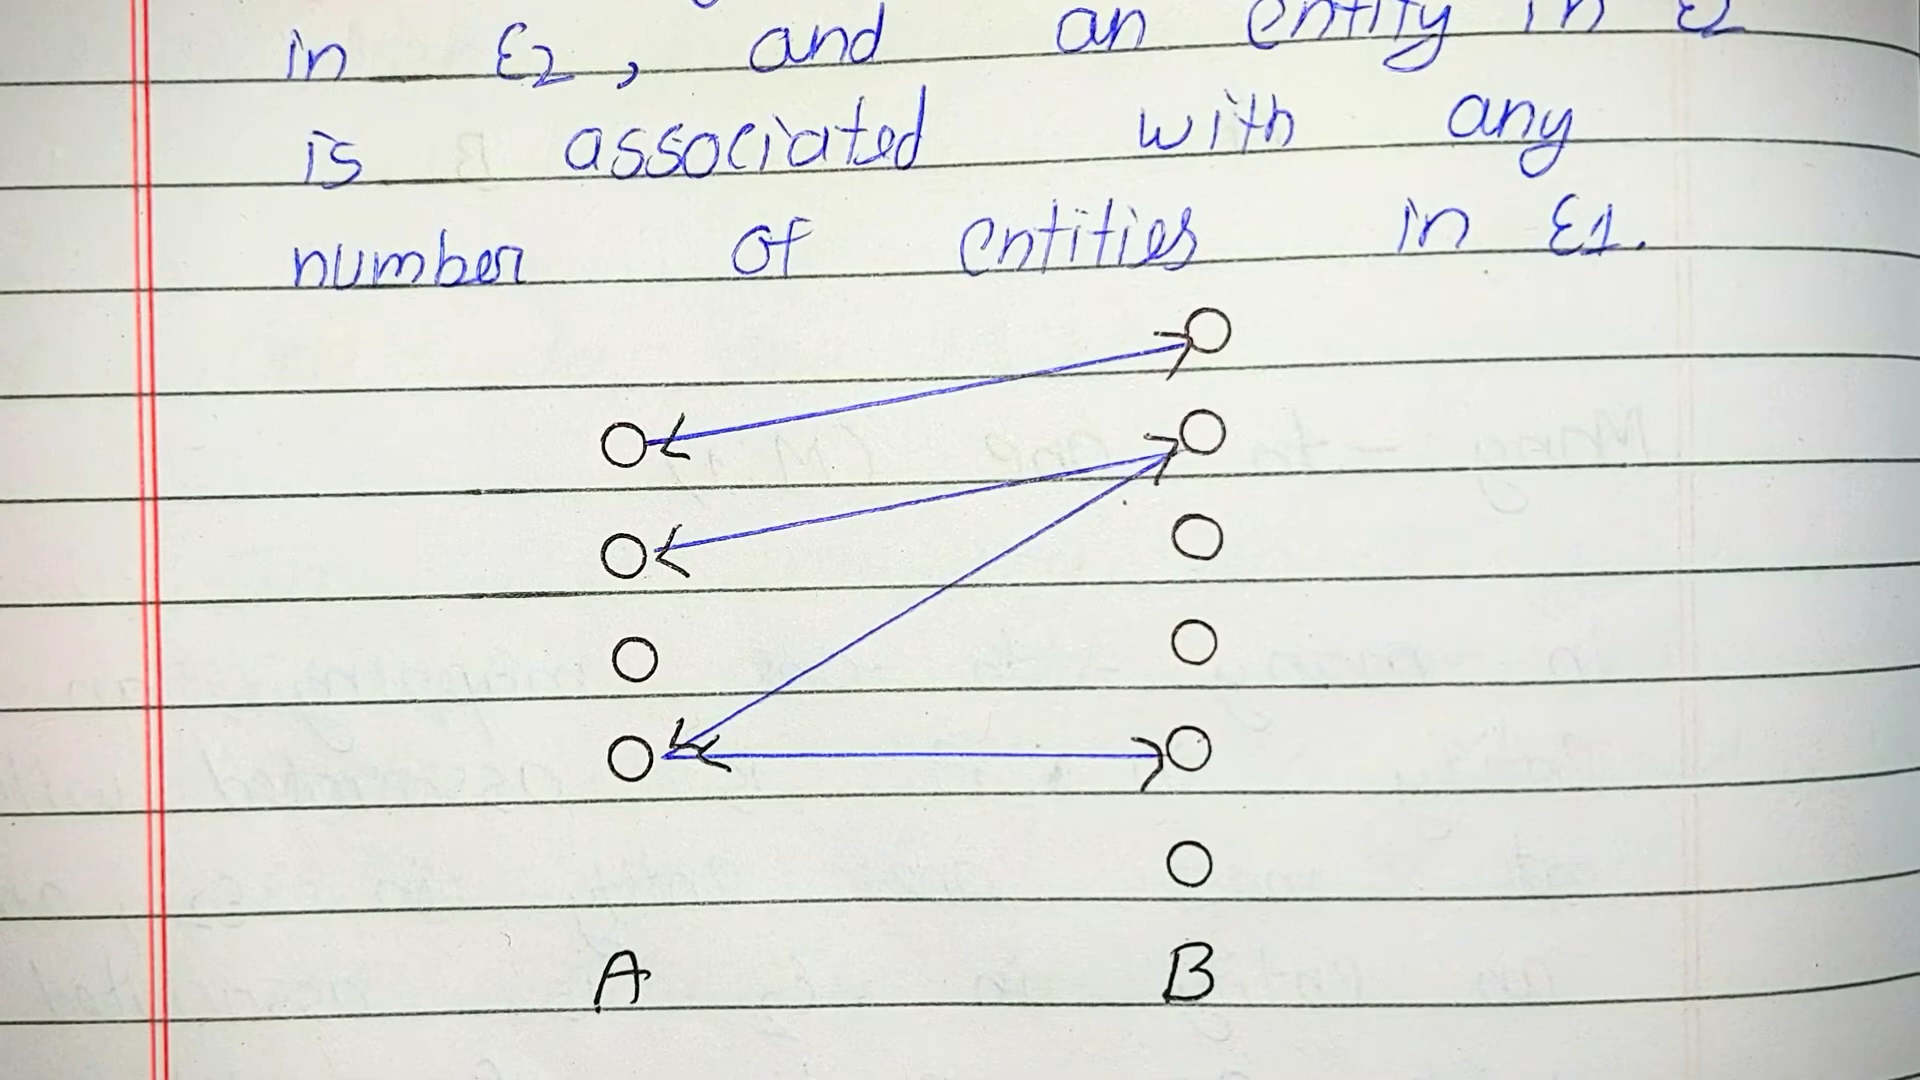 in E2, and an entity in E2
is associated with any
number of entities in E1.
A B